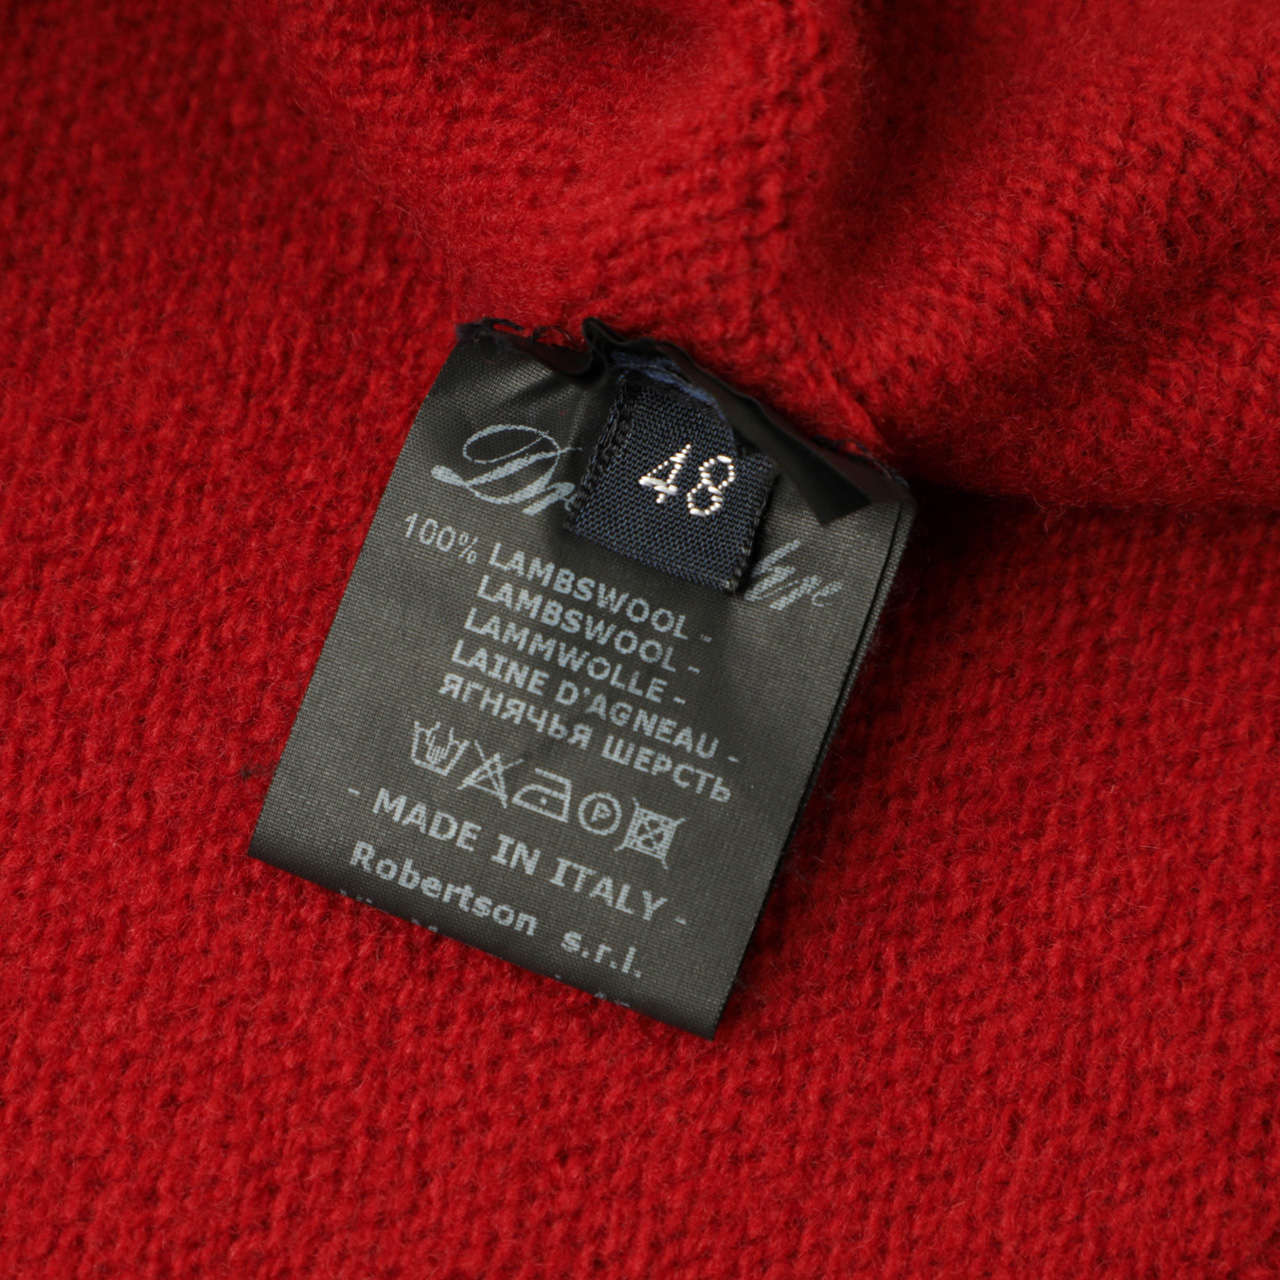 48
100% LAMBSWOOL -
LAMBSWOOL -
LAMMWOLLE -
LAINE D'AGNEAU -
ЯГНЯЧЬЯ ШЕРСТЬ
P
- MADE IN ITALY -
Robertson s.r.l.